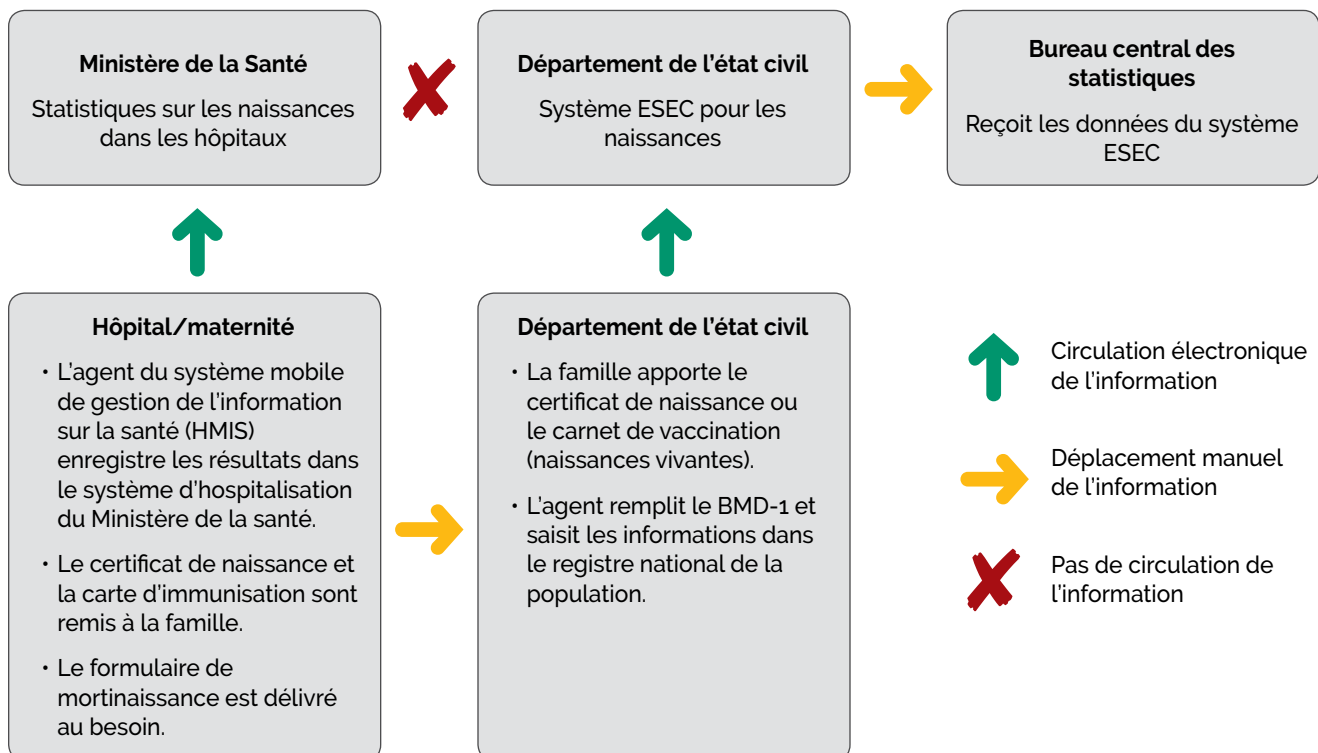 Ministère de la Santé
Statistiques sur les naissances
dans les hôpitaux
Département de l’état civil
Système ESEC pour les
naissances
Bureau central des
statistiques
Reçoit les données du système
ESEC
Hôpital/maternité
• L’agent du système mobile
de gestion de l’information
sur la santé (HMIS)
enregistre les résultats dans
le système d’hospitalisation
du Ministère de la santé.
• Le certificat de naissance et
la carte d’immunisation sont
remis à la famille.
• Le formulaire de
mortinaissance est délivré
au besoin.
Département de l’état civil
• La famille apporte le
certificat de naissance ou
le carnet de vaccination
(naissances vivantes).
• L’agent remplit le BMD-1 et
saisit les informations dans
le registre national de la
population.
Circulation électronique
de l’information
Déplacement manuel
de l’information
Pas de circulation de
l’information